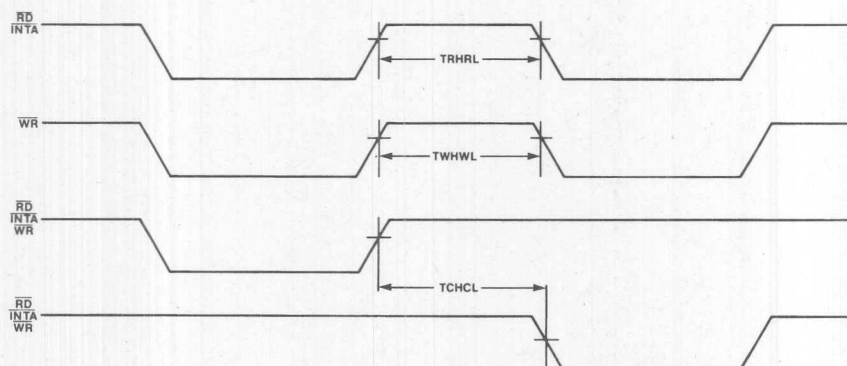 RD
INTA
TRHRL
WR
TWHWL
RD
INTA
WR
TCHCL
RD
INTA
WR